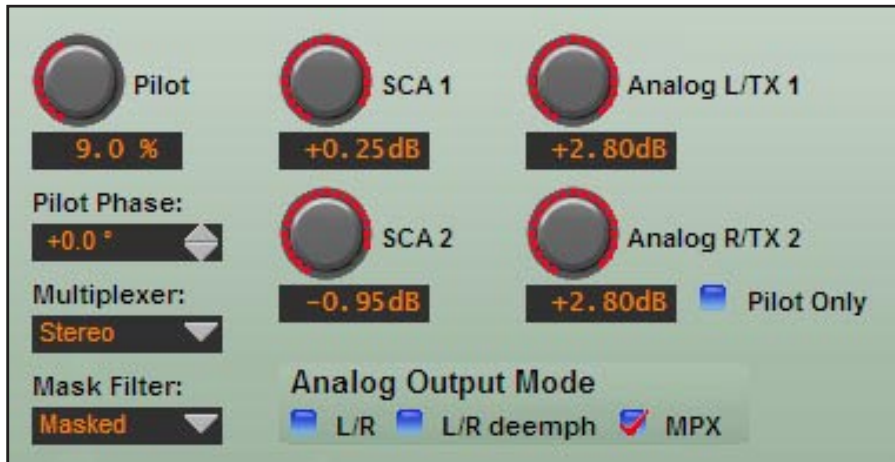 Pilot
9.0 %
SCA 1
+0.25dB
Analog L/TX 1
+2.80dB
Pilot Phase:
+0.0 °
SCA 2
-0.95dB
Analog R/TX 2
+2.80dB
Pilot Only
Multiplexer:
Stereo
Mask Filter:
Masked
Analog Output Mode
L/R L/R deemph MPX